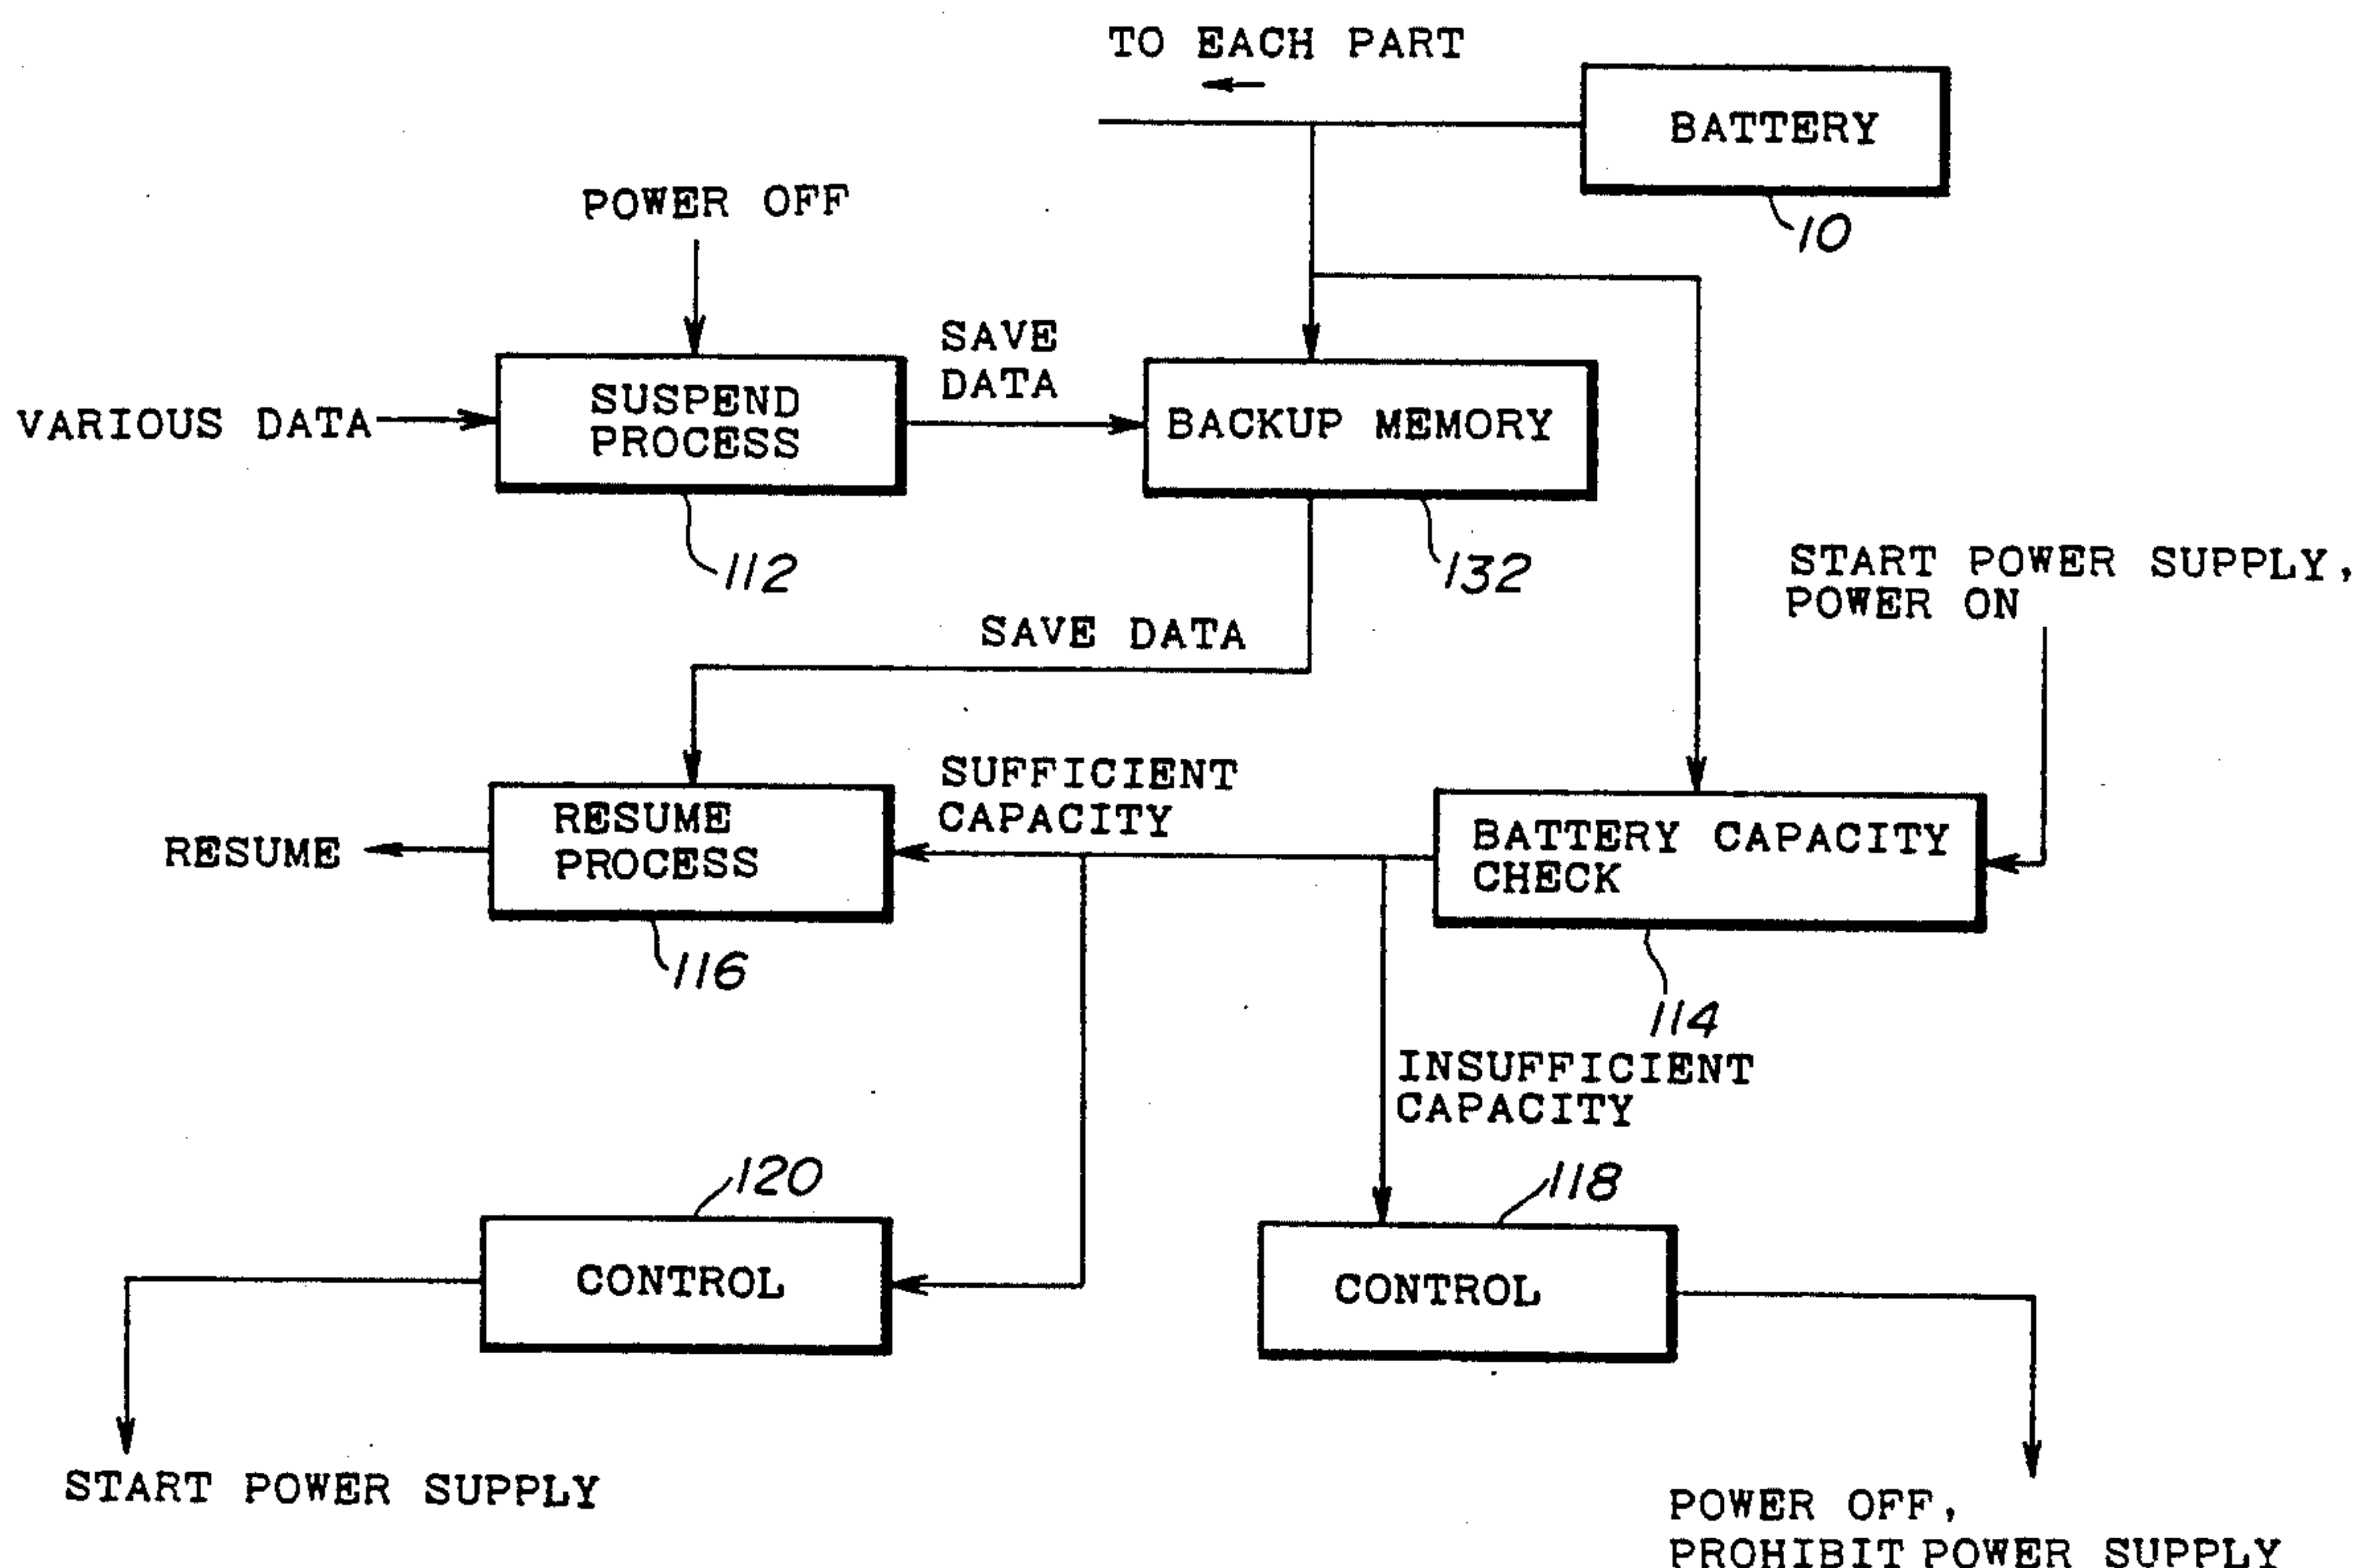 TO EACH PART
BATTERY
10
POWER OFF
VARIOUS DATA
SUSPEND
PROCESS
112
SAVE
DATA
BACKUP MEMORY
132
START POWER SUPPLY,
POWER ON
SAVE DATA
RESUME
RESUME
PROCESS
116
SUFFICIENT
CAPACITY
BATTERY CAPACITY
CHECK
114
INSUFFICIENT
CAPACITY
120
CONTROL
118
CONTROL
START POWER SUPPLY
POWER OFF,
PROHIBIT POWER SUPPLY